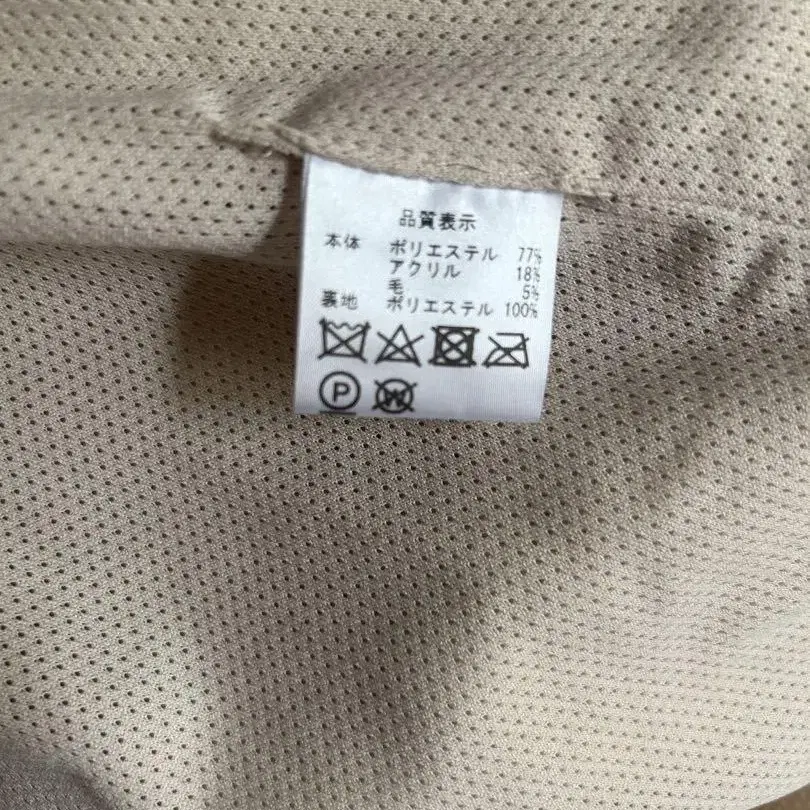 品質表示
本体 ポリエステル 77%
アクリル 18%
毛 5%
裏地 ポリエステル 100%
P W